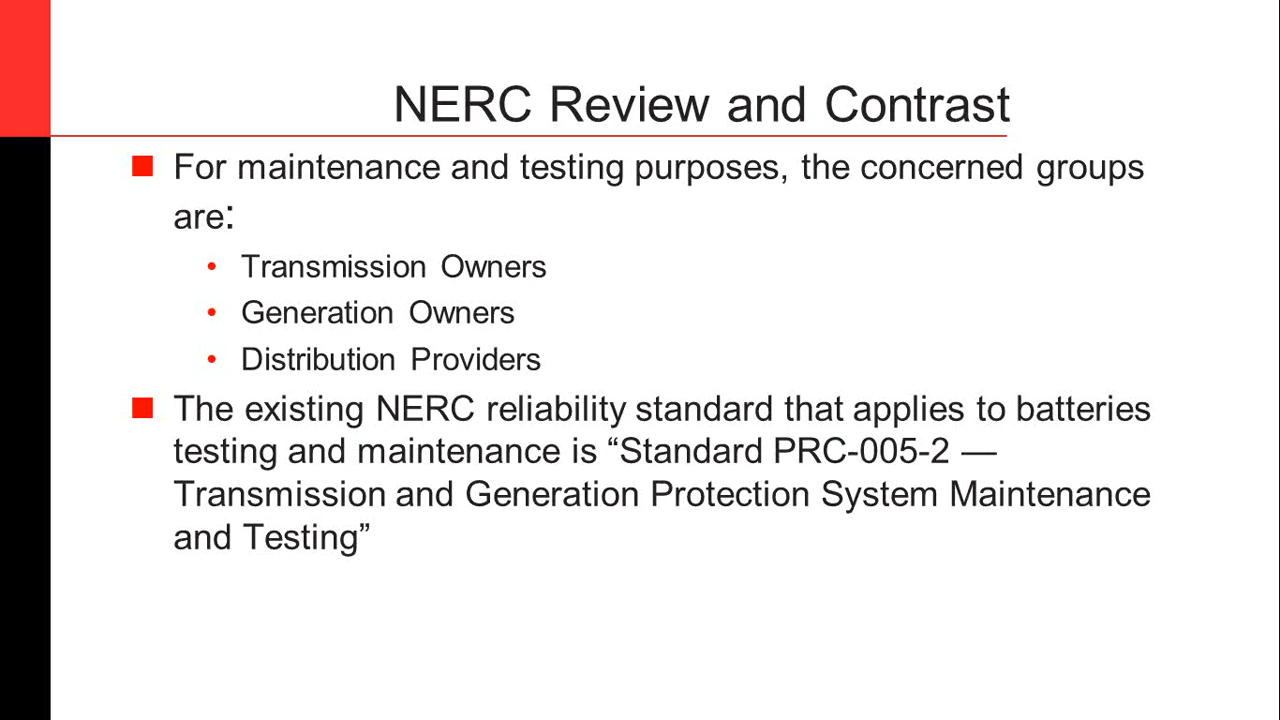 NERC Review and Contrast
For maintenance and testing purposes, the concerned groups
are:
Transmission Owners
Generation Owners
Distribution Providers
The existing NERC reliability standard that applies to batteries
testing and maintenance is “Standard PRC-005-2 —
Transmission and Generation Protection System Maintenance
and Testing”